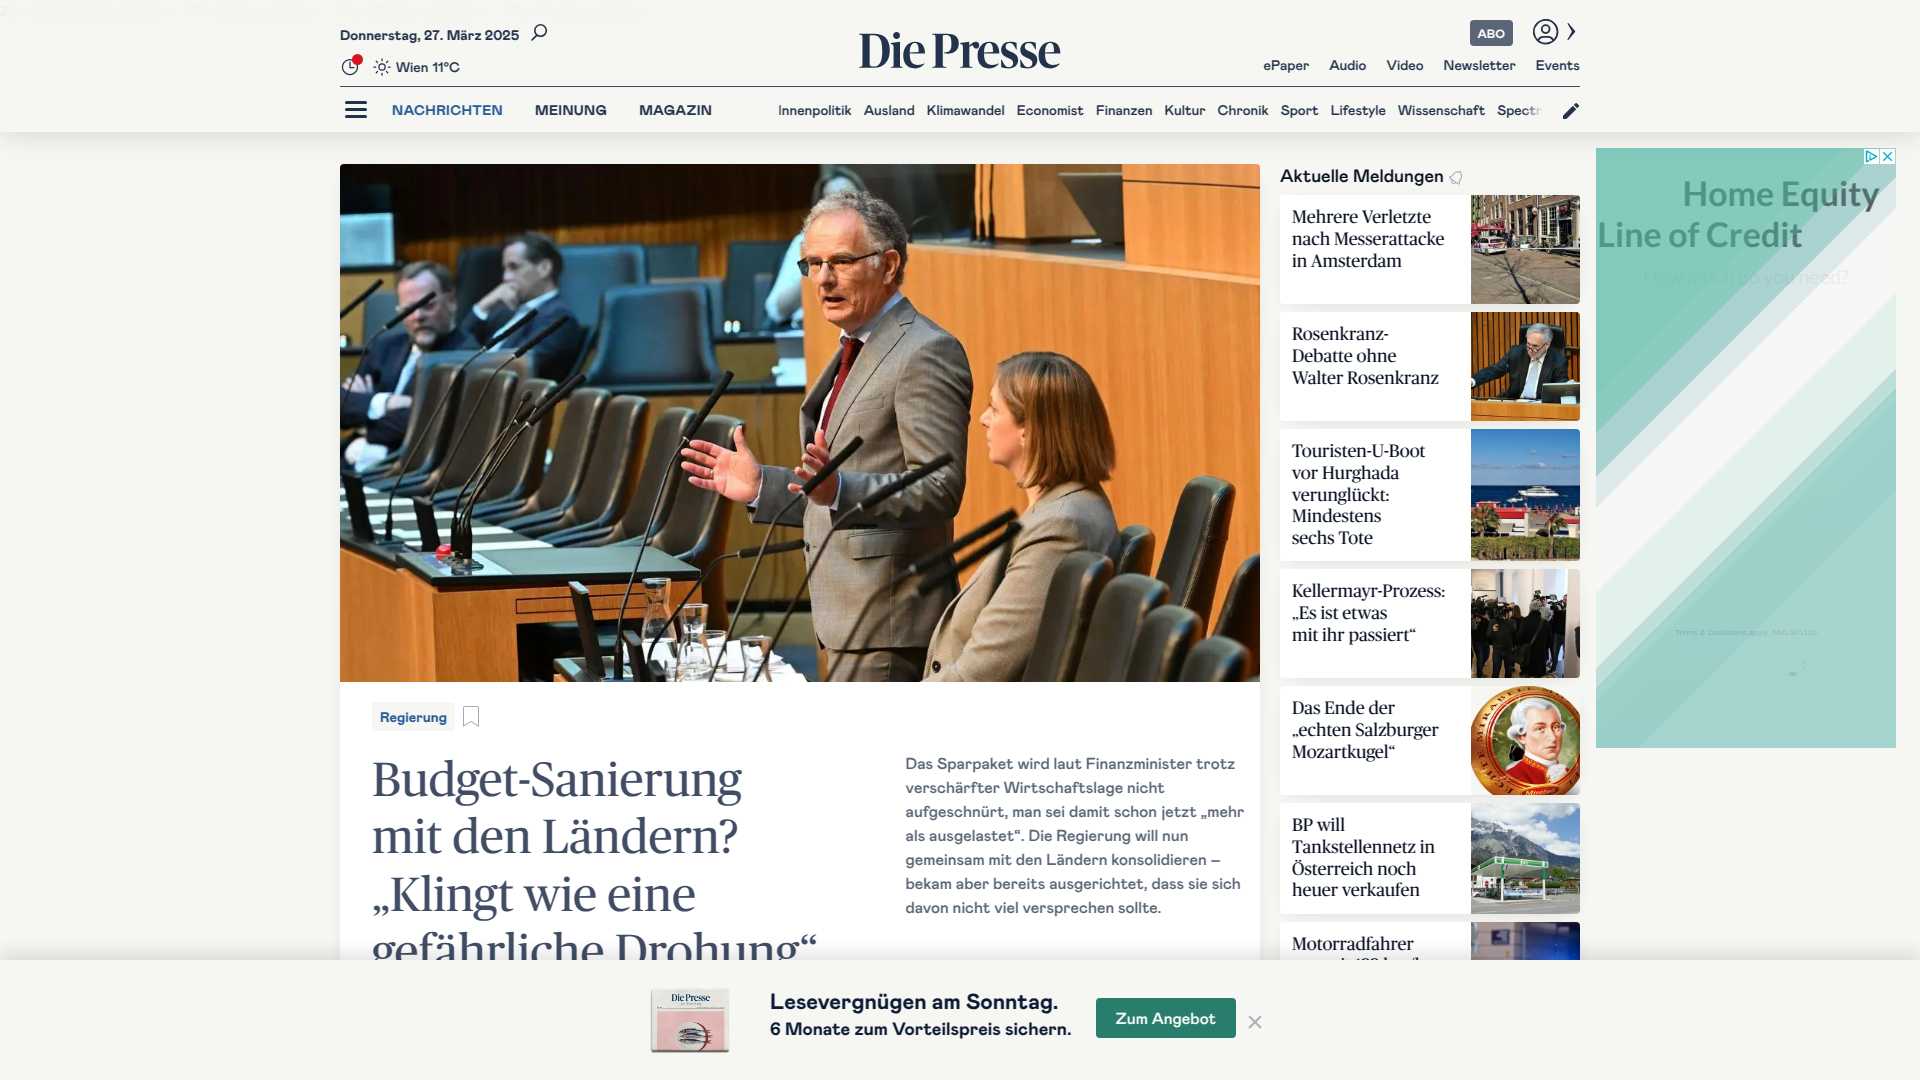 Donnerstag, 27. März 2025
Wien 11°C
Die Presse
ABO
ePaper Audio Video Newsletter Events
NACHRICHTEN MEINUNG MAGAZIN
Innenpolitik Ausland Klimawandel Economist Finanzen Kultur Chronik Sport Lifestyle Wissenschaft Spectr
Regierung
Budget-Sanierung
mit den Ländern?
„Klingt wie eine
gefährliche Drohung“
Das Sparpaket wird laut Finanzminister trotz
verschärfter Wirtschaftslage nicht
aufgeschnürt, man sei damit schon jetzt „mehr
als ausgelastet“. Die Regierung will nun
gemeinsam mit den Ländern konsolidieren –
bekam aber bereits ausgerichtet, dass sie sich
davon nicht viel versprechen sollte.
Aktuelle Meldungen
Mehrere Verletzte
nach Messerattacke
in Amsterdam
Rosenkranz-
Debatte ohne
Walter Rosenkranz
Touristen-U-Boot
vor Hurghada
verunglückt:
Mindestens
sechs Tote
Kellermayr-Prozess:
„Es ist etwas
mit ihr passiert“
Das Ende der
„echten Salzburger
Mozartkugel“
BP will
Tankstellennetz in
Österreich noch
heuer verkaufen
Motorradfahrer
Home Equity
Line of Credit
Die Presse
Lesevergnügen am Sonntag.
6 Monate zum Vorteilspreis sichern.
Zum Angebot